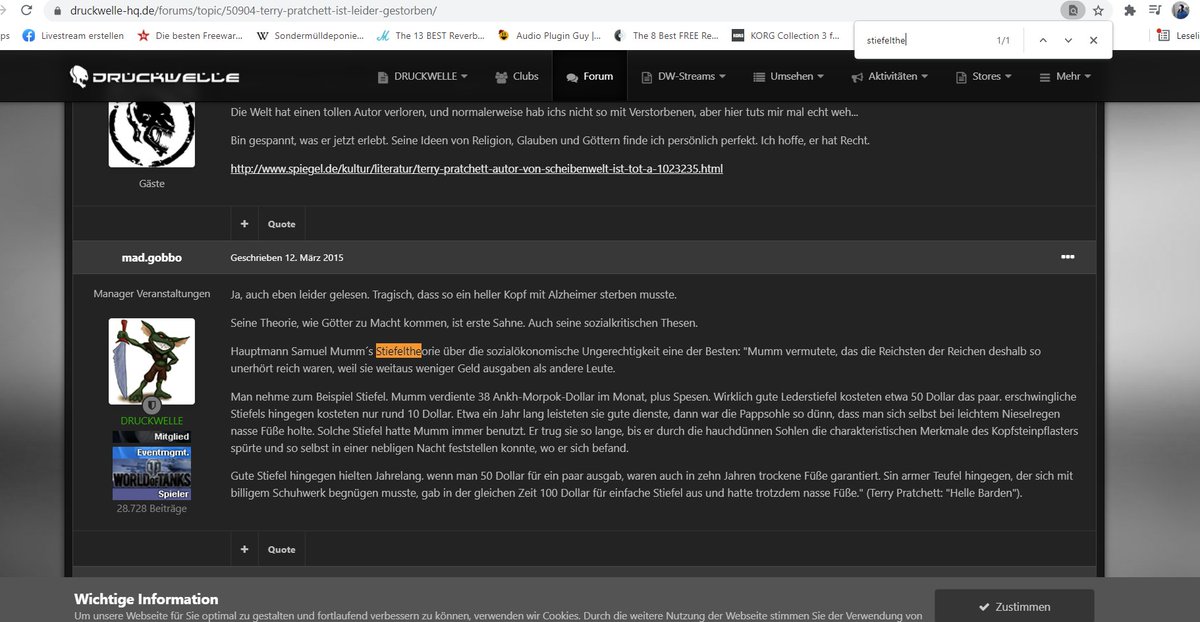 druckwelle-hq.de/forums/topic/50904-terry-pratchett-ist-leider-gestorben/
ps
Livestream erstellen
Die besten Freewar...
Sondermülldeponie...
The 13 BEST Reverb...
Audio Plugin Guy |...
The 8 Best FREE Re...
KORG Collection 3 f...
stiefelthe
1/1
Leseli
DRUCKWELLE
DRUCKWELLE
Clubs
Forum
DW-Streams
Umsehen
Aktivitäten
Stores
Mehr
Die Welt hat einen tollen Autor verloren, und normalerweise hab ichs nicht so mit Verstorbenen, aber hier tuts mir mal echt weh...
Bin gespannt, was er jetzt erlebt. Seine Ideen von Religion, Glauben und Göttern finde ich persönlich perfekt. Ich hoffe, er hat Recht.
http://www.spiegel.de/kultur/literatur/terry-pratchett-autor-von-scheibenwelt-ist-tot-a-1023235.html
Gäste
+ Quote
mad.gobbo
Geschrieben 12. März 2015
Manager Veranstaltungen
DRUCKWELLE
Mitglied
Eventmgmt.
WORLD OF TANKS
Spieler
28.728 Beiträge
Ja, auch eben leider gelesen. Tragisch, dass so ein heller Kopf mit Alzheimer sterben musste.
Seine Theorie, wie Götter zu Macht kommen, ist erste Sahne. Auch seine sozialkritischen Thesen.
Hauptmann Samuel Mumm´s Stiefeltheorie über die sozialökonomische Ungerechtigkeit eine der Besten: "Mumm vermutete, das die Reichsten der Reichen deshalb so
unerhört reich waren, weil sie weitaus weniger Geld ausgaben als andere Leute.
Man nehme zum Beispiel Stiefel. Mumm verdiente 38 Ankh-Morpok-Dollar im Monat, plus Spesen. Wirklich gute Lederstiefel kosteten etwa 50 Dollar das paar. erschwingliche
Stiefels hingegen kosteten nur rund 10 Dollar. Etwa ein Jahr lang leisteten sie gute dienste, dann war die Pappsohle so dünn, dass man sich selbst bei leichtem Nieselregen
nasse Füße holte. Solche Stiefel hatte Mumm immer benutzt. Er trug sie so lange, bis er durch die hauchdünnen Sohlen die charakteristischen Merkmale des Kopfsteinpflasters
spürte und so selbst in einer nebligen Nacht feststellen konnte, wo er sich befand.
Gute Stiefel hingegen hielten Jahrelang. wenn man 50 Dollar für ein paar ausgab, waren auch in zehn Jahren trockene Füße garantiert. Sin armer Teufel hingegen, der sich mit
billigem Schuhwerk begnügen musste, gab in der gleichen Zeit 100 Dollar für einfache Stiefel aus und hatte trotzdem nasse Füße." (Terry Pratchett: "Helle Barden").
+ Quote
Wichtige Information
Um unsere Webseite für Sie optimal zu gestalten und fortlaufend verbessern zu können, verwenden wir Cookies. Durch die weitere Nutzung der Webseite stimmen Sie der Verwendung von
Zustimmen